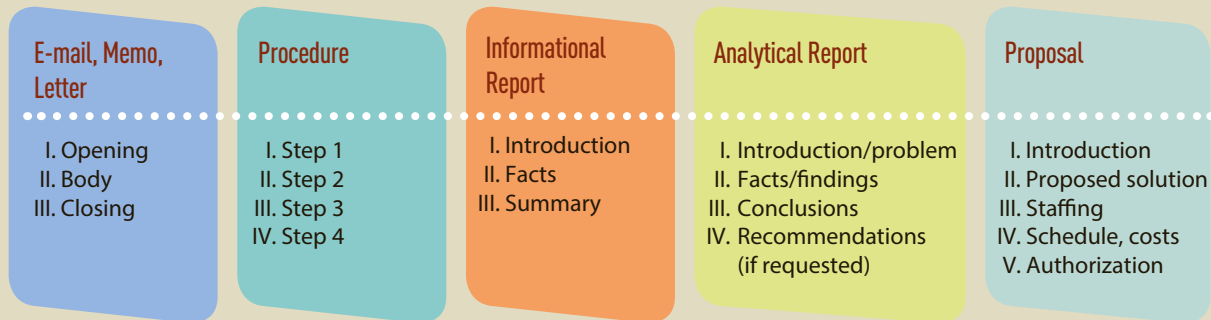 E-mail, Memo,
Letter
I. Opening
II. Body
III. Closing
Procedure
I. Step 1
II. Step 2
III. Step 3
IV. Step 4
Informational
Report
I. Introduction
II. Facts
III. Summary
Analytical Report
I. Introduction/problem
II. Facts/findings
III. Conclusions
IV. Recommendations
(if requested)
Proposal
I. Introduction
II. Proposed solution
III. Staffing
IV. Schedule, costs
V. Authorization